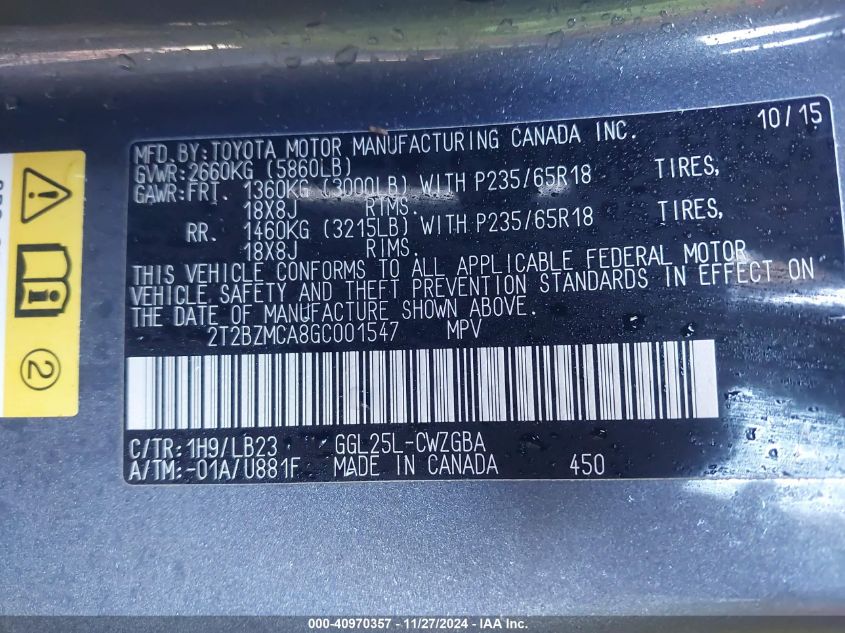 10/15
MFD. BY: TOYOTA MOTOR MANUFACTURING CANADA INC.
GVWR: 2660KG (5860LB)
GAWR: FRT. 1360KG (3000LB) WITH P235/65R18 TIRES,
18X8J RIMS.
RR. 1460KG (3215LB) WITH P235/65R18 TIRES,
18X8J RIMS.
THIS VEHICLE CONFORMS TO ALL APPLICABLE FEDERAL MOTOR
VEHICLE SAFETY AND THEFT PREVENTION STANDARDS IN EFFECT ON
THE DATE OF MANUFACTURE SHOWN ABOVE.
2T2BZMCA8GC001547 MPV
C/TR: 1H9/LB23 GGL25L-CWZGBA
A/TM: -01A/U881F MADE IN CANADA 450
2
000-40970357 - 11/27/2024 - IAA Inc.